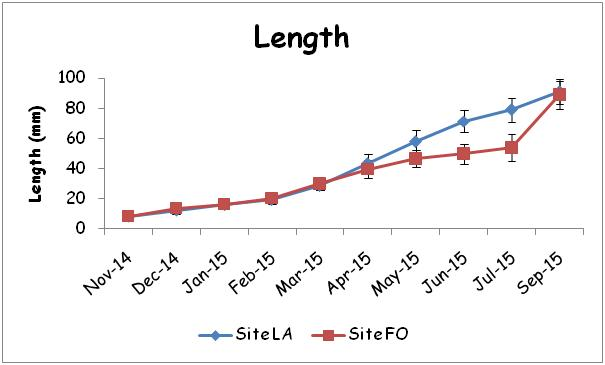 Length
Length (mm)
100
80
60
40
20
0
Nov-14 Dec-14 Jan-15 Feb-15 Mar-15 Apr-15 May-15 Jun-15 Jul-15 Sep-15
SiteLA SiteFO